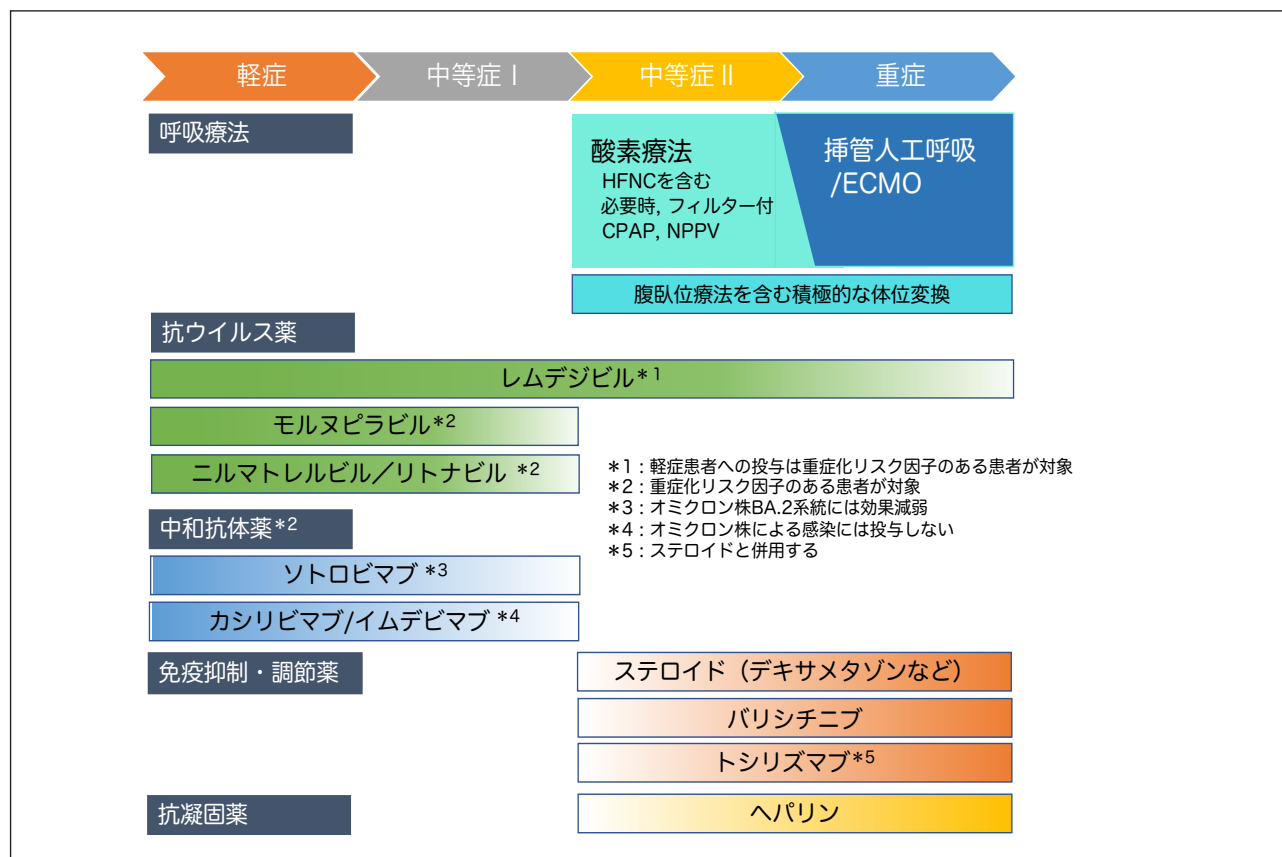 軽症
中等症Ⅰ
中等症Ⅱ
重症
呼吸療法
酸素療法
HFNCを含む
必要時, フィルター付
CPAP, NPPV
挿管人工呼吸
/ECMO
腹臥位療法を含む積極的な体位変換
抗ウイルス薬
レムデジビル*1
モルヌピラビル*2
ニルマトレルビル／リトナビル *2
*1：軽症患者への投与は重症化リスク因子のある患者が対象
*2：重症化リスク因子のある患者が対象
*3：オミクロン株BA.2系統には効果減弱
*4：オミクロン株による感染には投与しない
*5：ステロイドと併用する
中和抗体薬*2
ソトロビマブ *3
カシリビマブ/イムデビマブ *4
免疫抑制・調節薬
ステロイド（デキサメタゾンなど）
バリシチニブ
トシリズマブ*5
抗凝固薬
ヘパリン